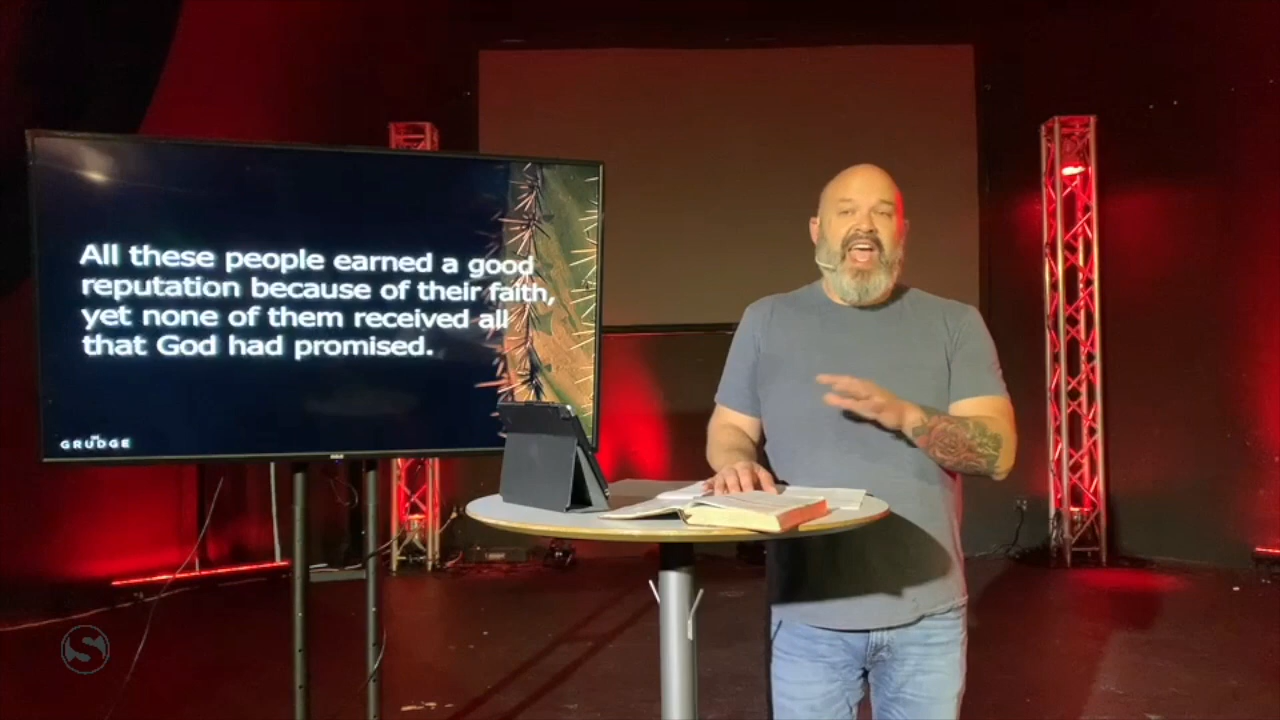 All these people earned a good
reputation because of their faith,
yet none of them received all
that God had promised.
THE
GRUDGE
S